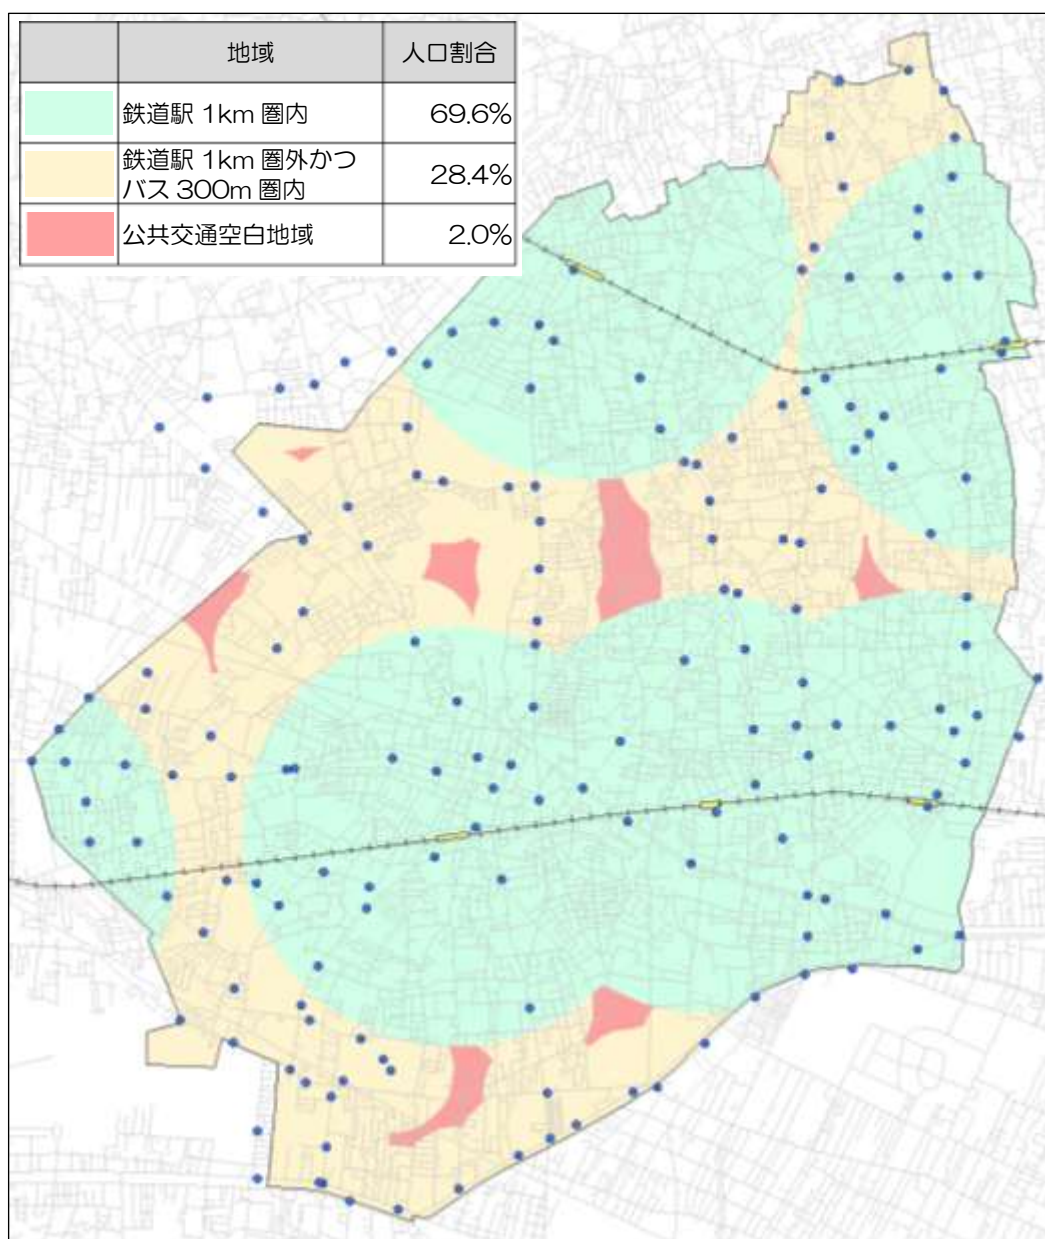 地域 人口割合
鉄道駅 1km 圏内 69.6%
鉄道駅 1km 圏外かつ
バス 300m 圏内 28.4%
公共交通空白地域 2.0%